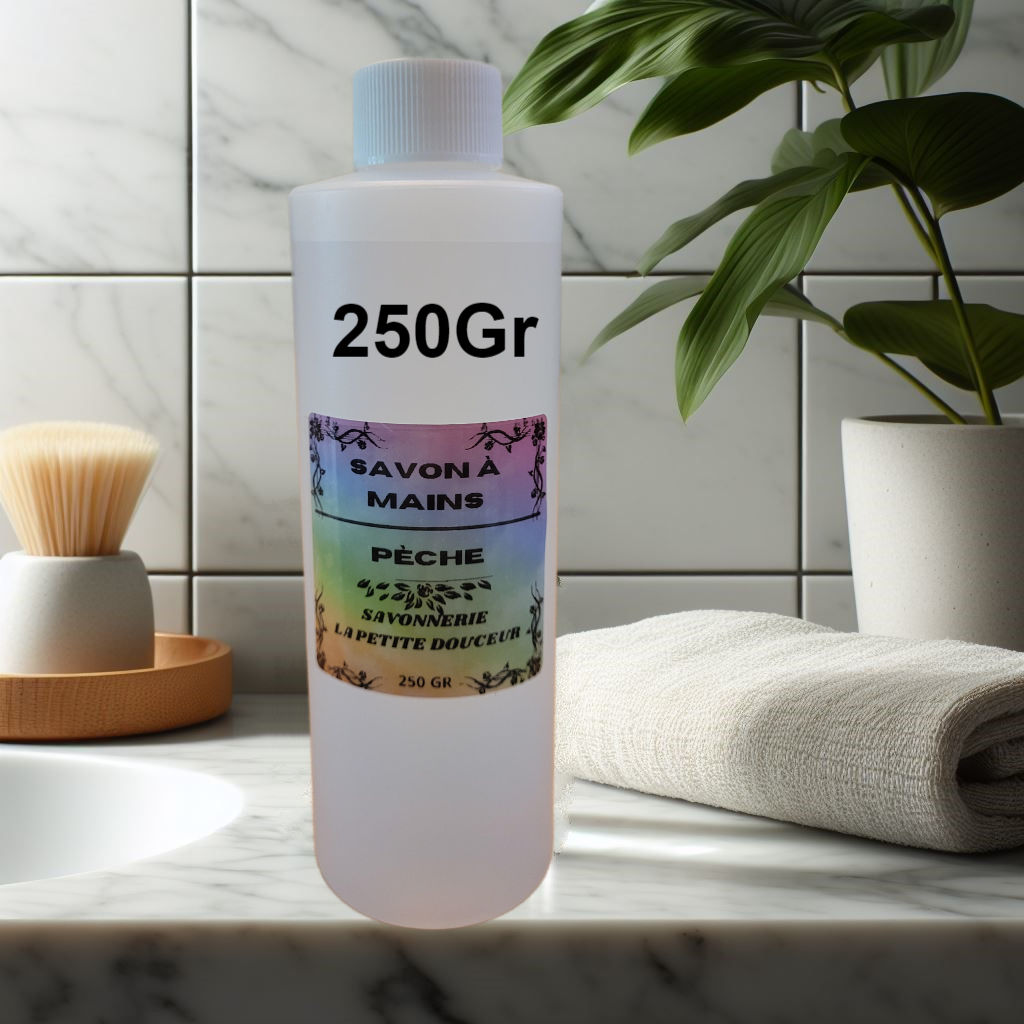 250Gr
SAVON À
MAINS
PÈCHE
SAVONNERIE
LA PETITE DOUCEUR
250 GR